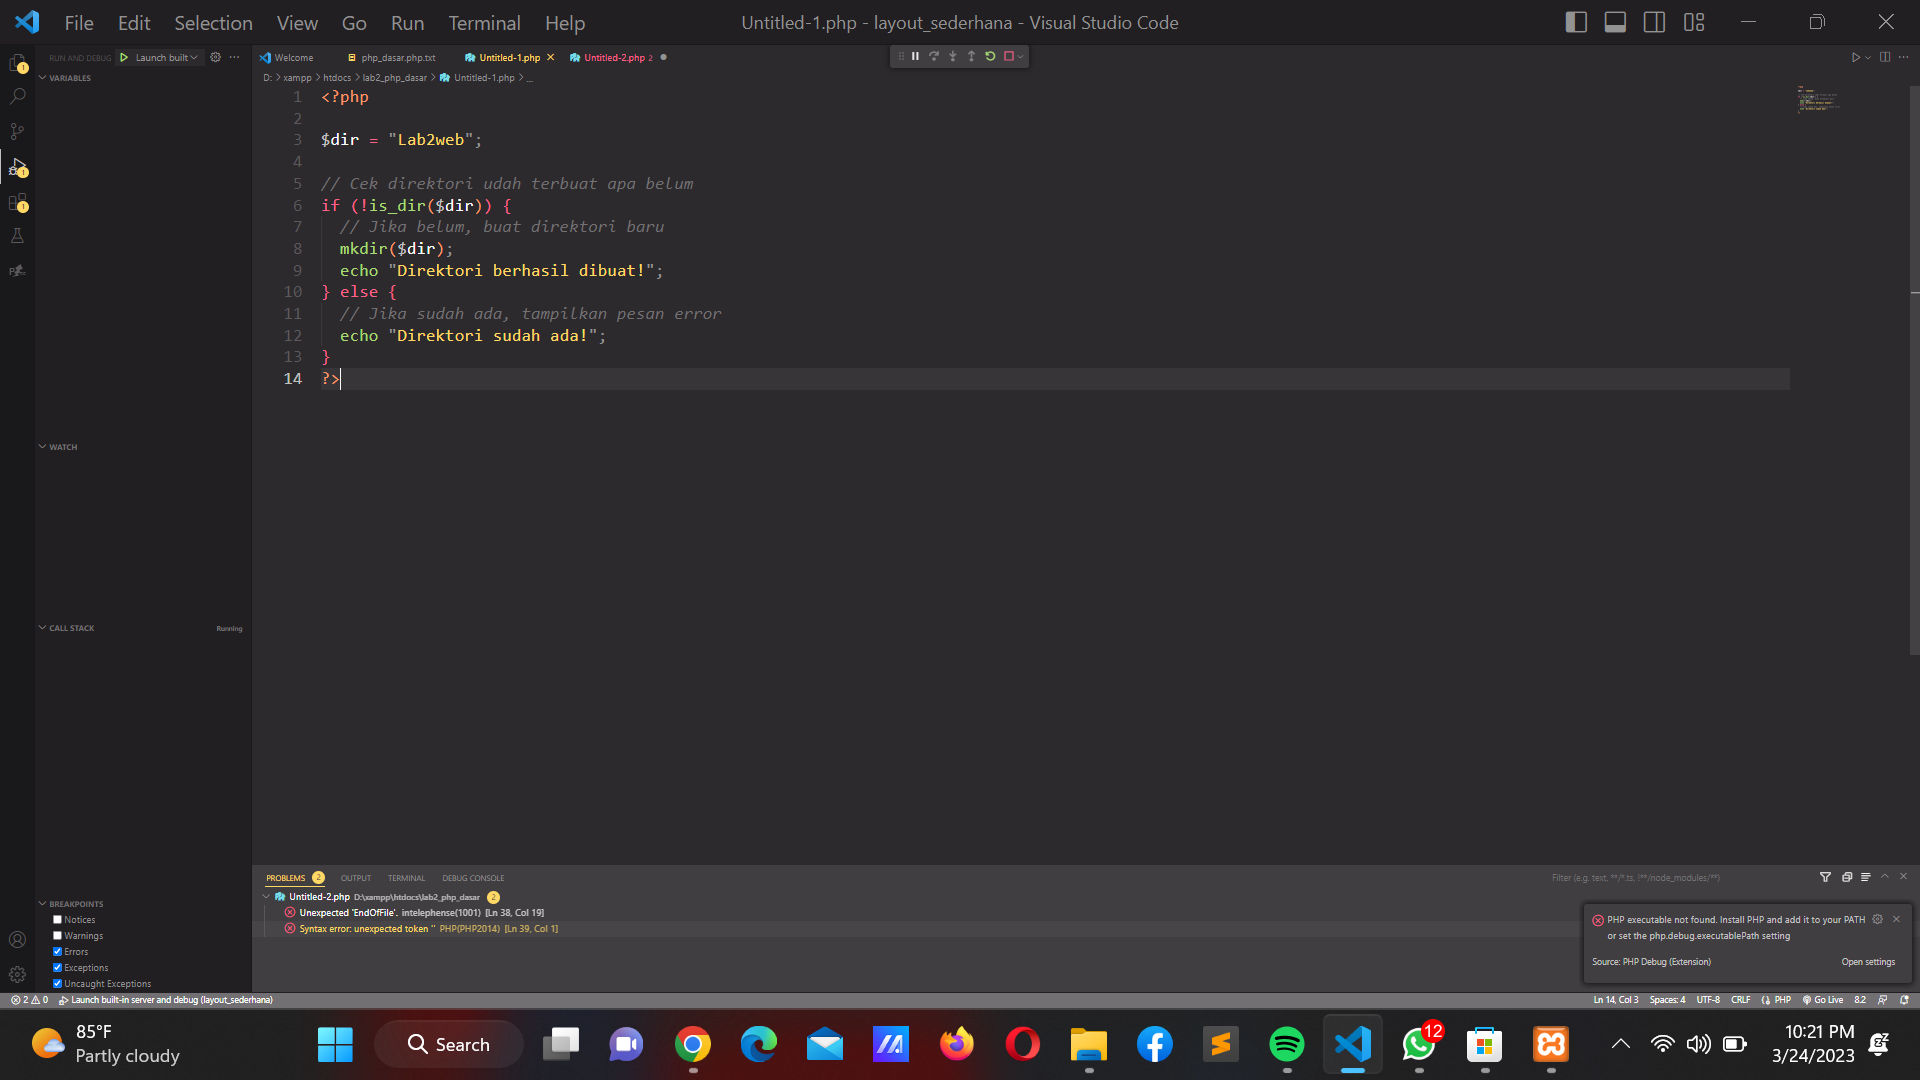 File Edit Selection View Go Run Terminal Help
Untitled-1.php - layout_sederhana - Visual Studio Code
RUN AND DEBUG Launch built
Welcome php_dasar.php.txt Untitled-1.php Untitled-2.php 2
VARIABLES
D: > xampp > htdocs > lab2_php_dasar > Untitled-1.php > ...
1 <?php
2
3 $dir = "Lab2web";
4
5 // Cek direktori udah terbuat apa belum
6 if (!is_dir($dir)) {
7 // Jika belum, buat direktori baru
8 mkdir($dir);
9 echo "Direktori berhasil dibuat!";
10 } else {
11 // Jika sudah ada, tampilkan pesan error
12 echo "Direktori sudah ada!";
13 }
14 ?>
WATCH
CALL STACK Running
BREAKPOINTS
Notices
Warnings
Errors
Exceptions
Uncaught Exceptions
PROBLEMS 2 OUTPUT TERMINAL DEBUG CONSOLE
Filter (e.g. text, **/*.ts, !**/node_modules/**)
Untitled-2.php D:\xampp\htdocs\lab2_php_dasar 2
Unexpected 'EndOfFile'. intelephense(1001) [Ln 38, Col 19]
Syntax error: unexpected token '' PHP(PHP2014) [Ln 39, Col 1]
PHP executable not found. Install PHP and add it to your PATH
or set the php.debug.executablePath setting
Source: PHP Debug (Extension) Open settings
2 0 Launch built-in server and debug (layout_sederhana)
Ln 14, Col 3 Spaces: 4 UTF-8 CRLF PHP Go Live 8.2
85°F
Partly cloudy
Search
12
10:21 PM
3/24/2023